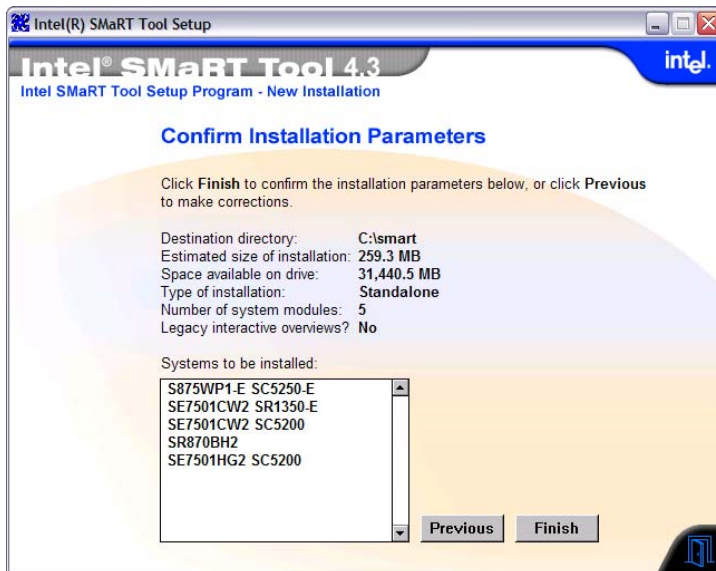 Intel(R) SMaRT Tool Setup
Intel® SMaRT Tool 4.3
intel.
Intel SMaRT Tool Setup Program - New Installation
Confirm Installation Parameters
Click Finish to confirm the installation parameters below, or click Previous
to make corrections.
Destination directory: C:\smart
Estimated size of installation: 259.3 MB
Space available on drive: 31,440.5 MB
Type of installation: Standalone
Number of system modules: 5
Legacy interactive overviews? No
Systems to be installed:
S875WP1-E SC5250-E
SE7501CW2 SR1350-E
SE7501CW2 SC5200
SR870BH2
SE7501HG2 SC5200
Previous Finish